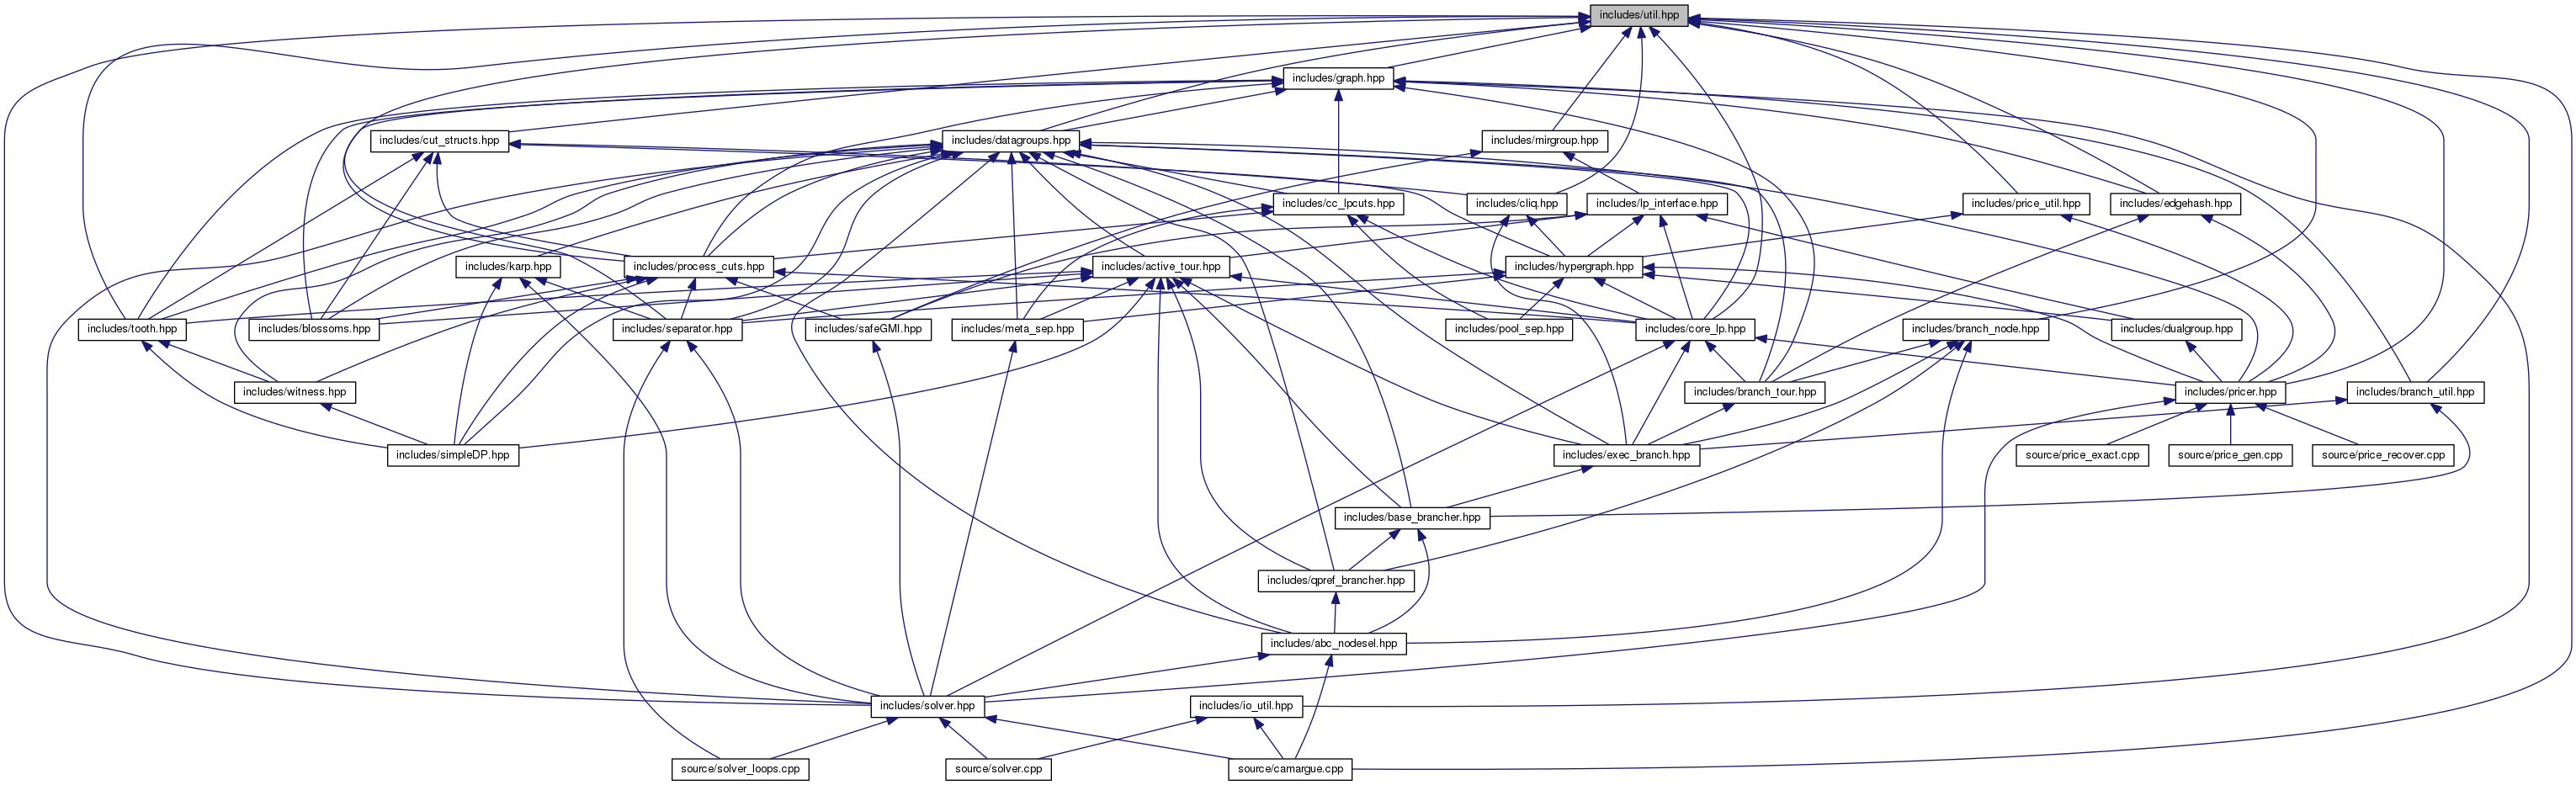 includes/util.hpp
includes/graph.hpp
includes/cut_structs.hpp
includes/datagroups.hpp
includes/mirgroup.hpp
includes/cc_lpcuts.hpp
includes/cliq.hpp
includes/lp_interface.hpp
includes/price_util.hpp
includes/edgehash.hpp
includes/karp.hpp
includes/process_cuts.hpp
includes/active_tour.hpp
includes/hypergraph.hpp
includes/tooth.hpp
includes/blossoms.hpp
includes/separator.hpp
includes/safeGMI.hpp
includes/meta_sep.hpp
includes/pool_sep.hpp
includes/core_lp.hpp
includes/branch_node.hpp
includes/dualgroup.hpp
includes/witness.hpp
includes/branch_tour.hpp
includes/pricer.hpp
includes/branch_util.hpp
includes/simpleDP.hpp
includes/exec_branch.hpp
source/price_exact.cpp
source/price_gen.cpp
source/price_recover.cpp
includes/base_brancher.hpp
includes/qpref_brancher.hpp
includes/abc_nodesel.hpp
includes/solver.hpp
includes/io_util.hpp
source/solver_loops.cpp
source/solver.cpp
source/camargue.cpp